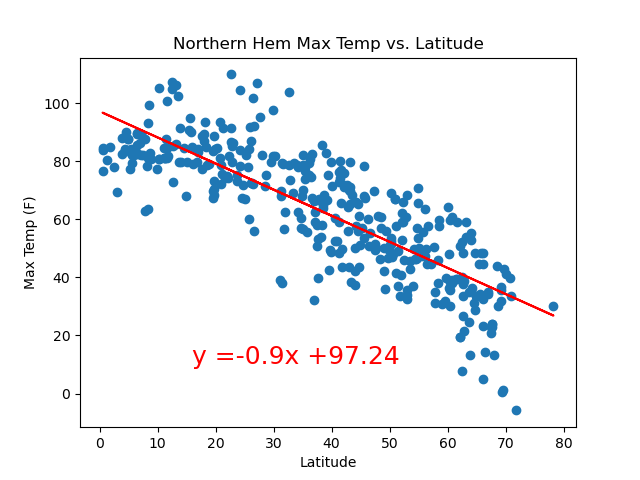 Northern Hem Max Temp vs. Latitude
Max Temp (F)
100
80
60
40
20
0
y =-0.9x +97.24
0 10 20 30 40 50 60 70 80
Latitude